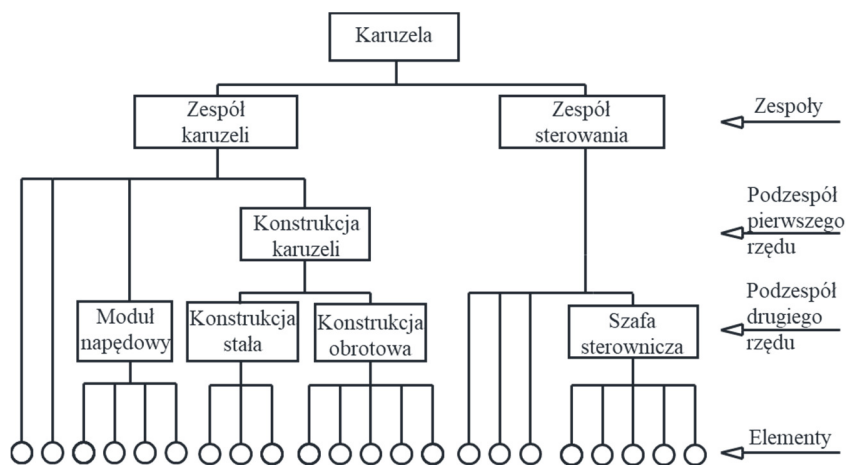 Karuzela
Zespół
karuzeli
Zespół
sterowania
Zespoły
Konstrukcja
karuzeli
Podzespół
pierwszego
rzędu
Moduł
napędowy
Konstrukcja
stała
Konstrukcja
obrotowa
Szafa
sterownicza
Podzespół
drugiego
rzędu
Elementy